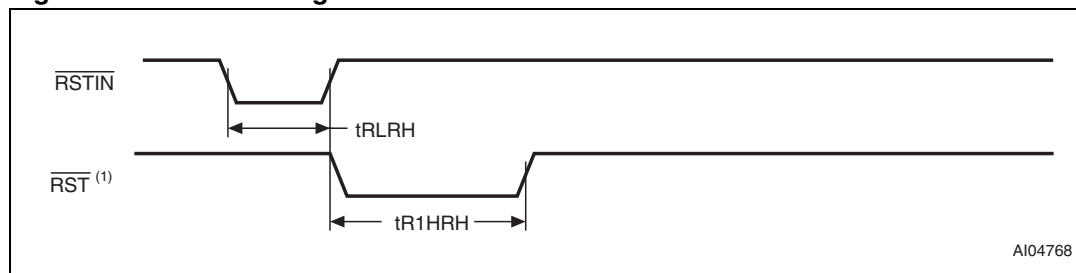 RSTIN
tRLRH
RST (1)
tR1HRH
AI04768